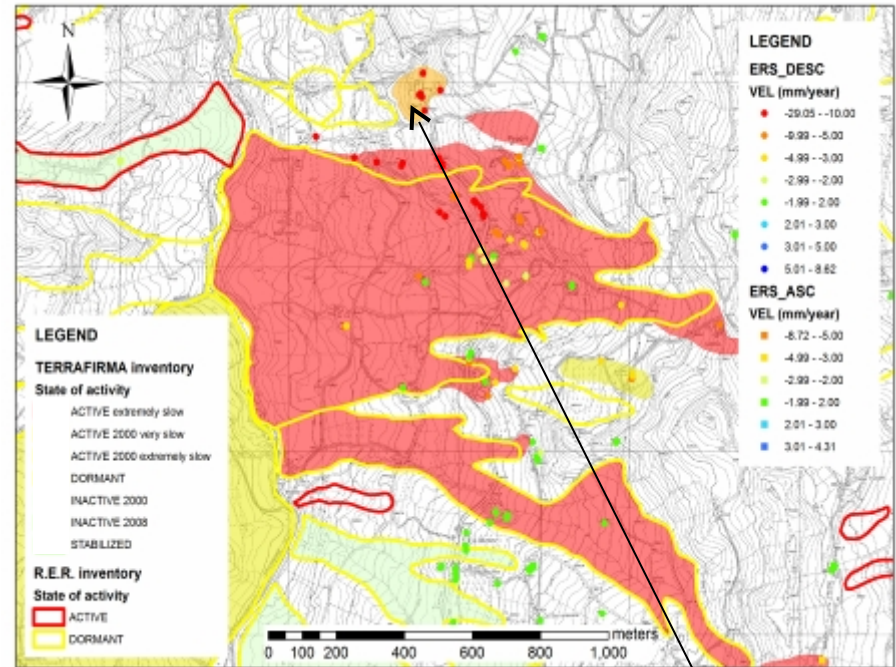 N
LEGEND
ERS_DESC
VEL (mm/year)
-29.05 - -10.00
-9.99 - -5.00
-4.99 - -3.00
-2.99 - -2.00
-1.99 - 2.00
2.01 - 3.00
3.01 - 5.00
5.01 - 8.62
ERS_ASC
VEL (mm/year)
-8.72 - -5.00
-4.99 - -3.00
-2.99 - -2.00
-1.99 - 2.00
2.01 - 3.00
3.01 - 4.31
LEGEND
TERRAFIRMA inventory
State of activity
ACTIVE extremely slow
ACTIVE 2000 very slow
ACTIVE 2000 extremely slow
DORMANT
INACTIVE 2000
INACTIVE 2008
STABILIZED
R.E.R. inventory
State of activity
ACTIVE
DORMANT
meters
0 100 200 400 600 800 1,000